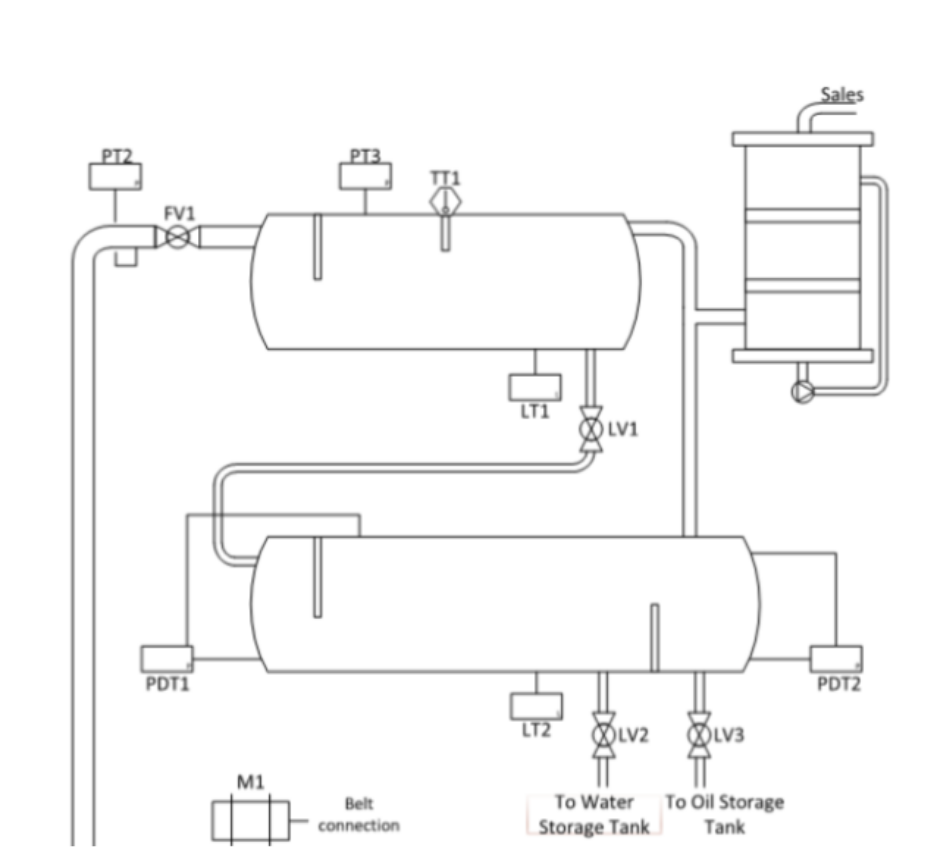 Sales
PT2
PT3
TT1
FV1
LT1
LV1
PDT1
PDT2
LT2
LV2
LV3
M1
Belt
connection
To Water
Storage Tank
To Oil Storage
Tank